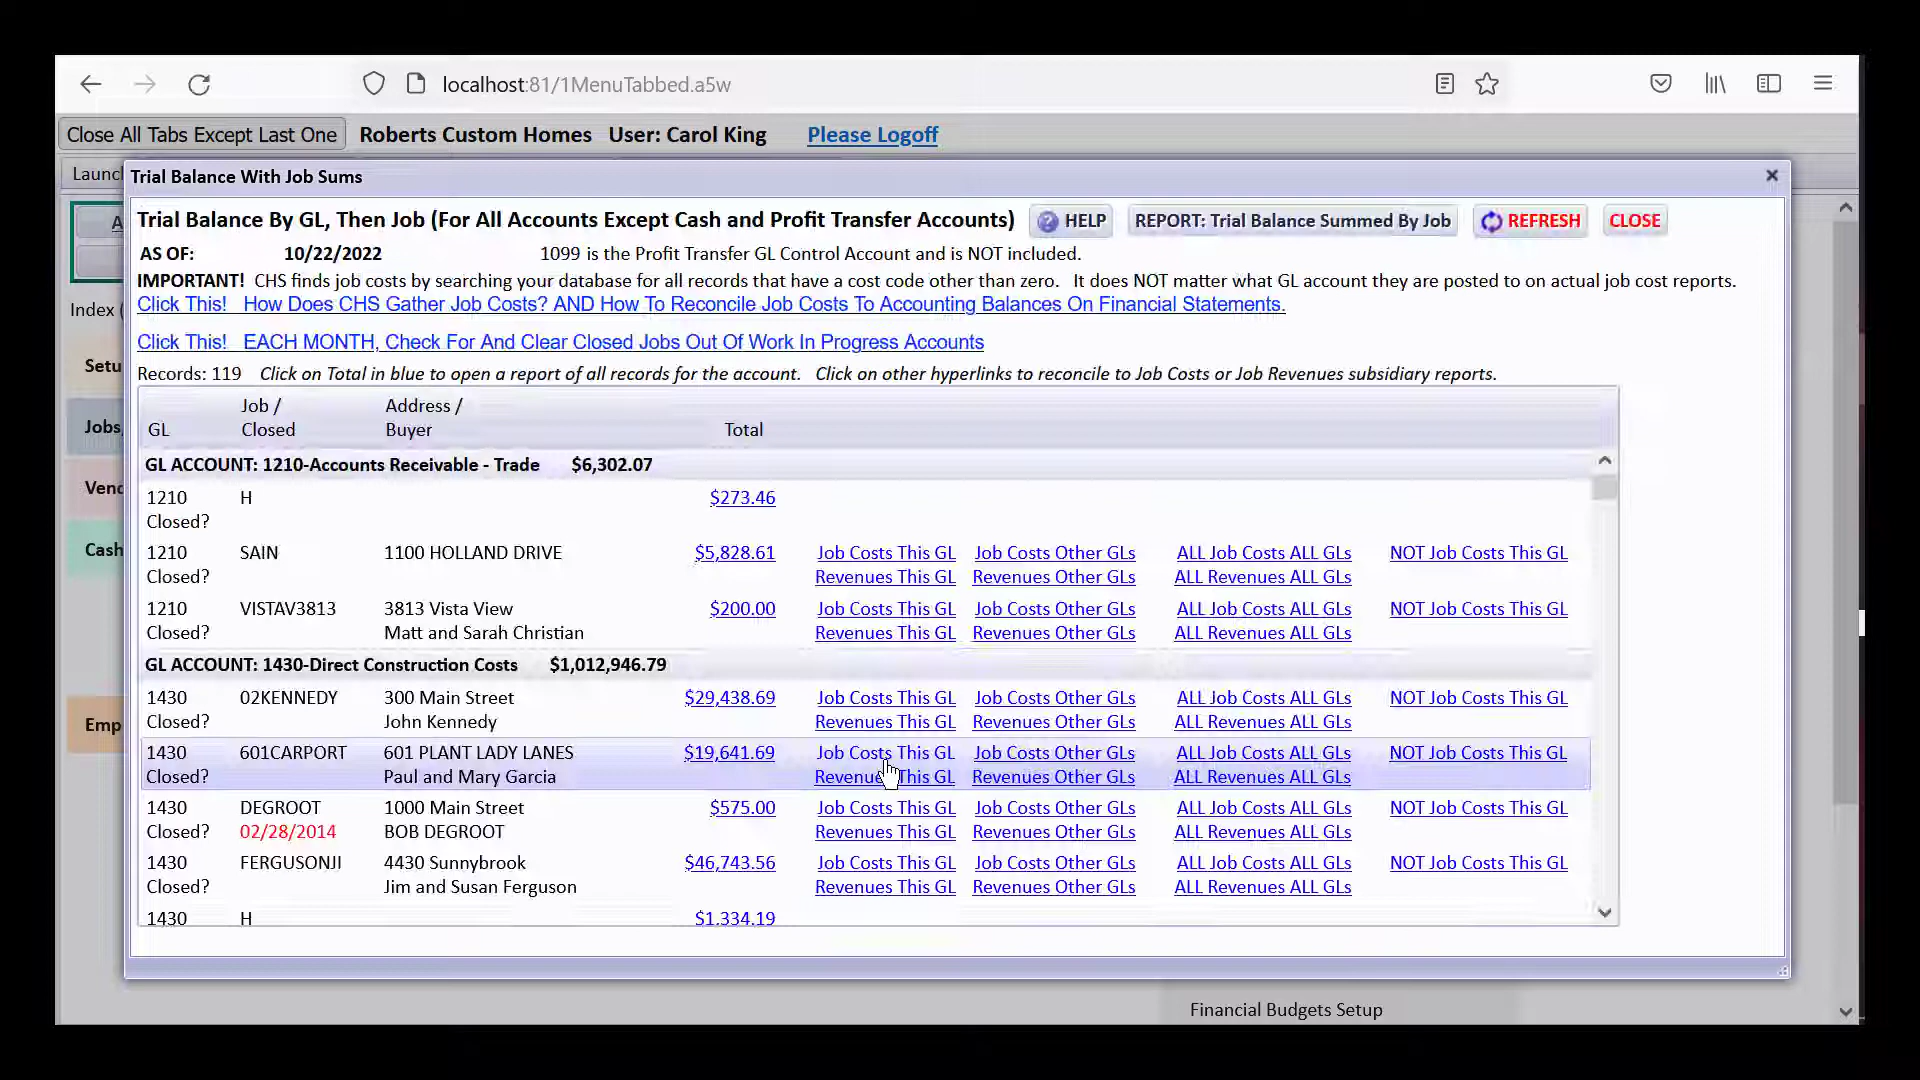 localhost:81/1MenuTabbed.a5w
Close All Tabs Except Last One Roberts Custom Homes User: Carol King Please Logoff
Launc Trial Balance With Job Sums
Trial Balance By GL, Then Job (For All Accounts Except Cash and Profit Transfer Accounts) HELP REPORT: Trial Balance Summed By Job REFRESH CLOSE
AS OF: 10/22/2022 1099 is the Profit Transfer GL Control Account and is NOT included.
IMPORTANT! CHS finds job costs by searching your database for all records that have a cost code other than zero. It does NOT matter what GL account they are posted to on actual job cost reports.
Index ( Click This! How Does CHS Gather Job Costs? AND How To Reconcile Job Costs To Accounting Balances On Financial Statements.
Click This! EACH MONTH, Check For And Clear Closed Jobs Out Of Work In Progress Accounts
Setu Records: 119 Click on Total in blue to open a report of all records for the account. Click on other hyperlinks to reconcile to Job Costs or Job Revenues subsidiary reports.
Job / Address /
Jobs, GL Closed Buyer Total
GL ACCOUNT: 1210-Accounts Receivable - Trade $6,302.07
Venc 1210 H $273.46
Closed?
Cash 1210 SAIN 1100 HOLLAND DRIVE $5,828.61 Job Costs This GL Job Costs Other GLs ALL Job Costs ALL GLs NOT Job Costs This GL
Closed? Revenues This GL Revenues Other GLs ALL Revenues ALL GLs
1210 VISTAV3813 3813 Vista View $200.00 Job Costs This GL Job Costs Other GLs ALL Job Costs ALL GLs NOT Job Costs This GL
Closed? Matt and Sarah Christian Revenues This GL Revenues Other GLs ALL Revenues ALL GLs
GL ACCOUNT: 1430-Direct Construction Costs $1,012,946.79
1430 02KENNEDY 300 Main Street $29,438.69 Job Costs This GL Job Costs Other GLs ALL Job Costs ALL GLs NOT Job Costs This GL
Emp Closed? John Kennedy Revenues This GL Revenues Other GLs ALL Revenues ALL GLs
1430 601CARPORT 601 PLANT LADY LANES $19,641.69 Job Costs This GL Job Costs Other GLs ALL Job Costs ALL GLs NOT Job Costs This GL
Closed? Paul and Mary Garcia Revenues This GL Revenues Other GLs ALL Revenues ALL GLs
1430 DEGROOT 1000 Main Street $575.00 Job Costs This GL Job Costs Other GLs ALL Job Costs ALL GLs NOT Job Costs This GL
Closed? 02/28/2014 BOB DEGROOT Revenues This GL Revenues Other GLs ALL Revenues ALL GLs
1430 FERGUSONJI 4430 Sunnybrook $46,743.56 Job Costs This GL Job Costs Other GLs ALL Job Costs ALL GLs NOT Job Costs This GL
Closed? Jim and Susan Ferguson Revenues This GL Revenues Other GLs ALL Revenues ALL GLs
1430 H $1,334.19
Financial Budgets Setup